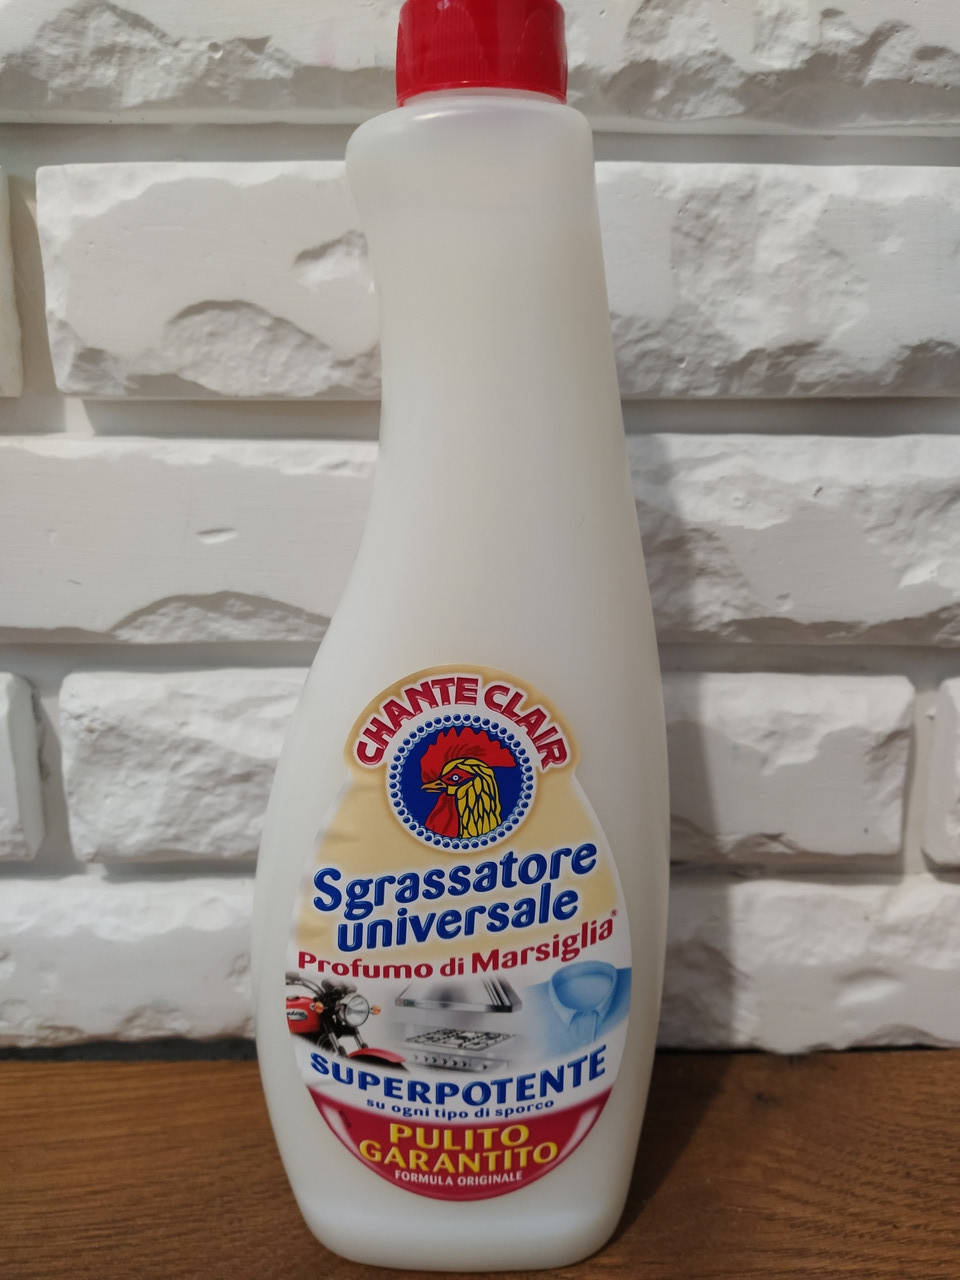 CHANTE CLAIR
Sgrassatore
universale
Profumo di Marsiglia*
SUPERPOTENTE
su ogni tipo di sporco
PULITO
GARANTITO
FORMULA ORIGINALE